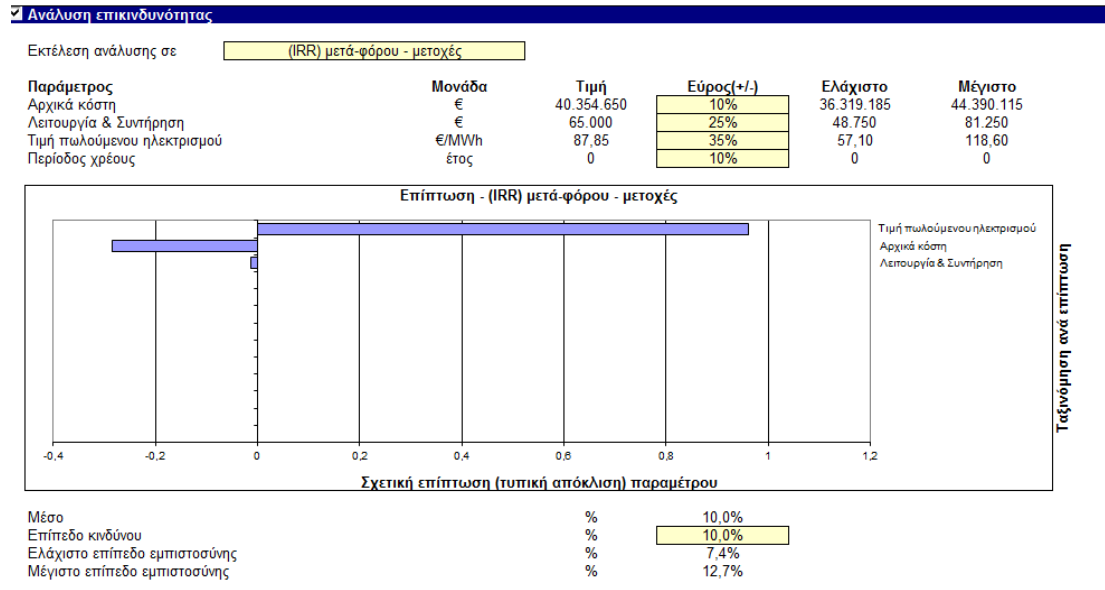 Ανάλυση επικινδυνότητας
Εκτέλεση ανάλυσης σε (IRR) μετά-φόρου - μετοχές
Παράμετρος Μονάδα Τιμή Εύρος(+/-) Ελάχιστο Μέγιστο
Αρχικά κόστη € 40.354.650 10% 36.319.185 44.390.115
Λειτουργία & Συντήρηση € 65.000 25% 48.750 81.250
Τιμή πωλούμενου ηλεκτρισμού €/MWh 87,85 35% 57,10 118,60
Περίοδος χρέους έτος 0 10% 0 0
Επίπτωση - (IRR) μετά-φόρου - μετοχές
Τιμή πωλούμενου ηλεκτρισμού
Αρχικά κόστη
Λειτουργία & Συντήρηση
Ταξινόμηση ανά επίπτωση
-0,4 -0,2 0 0,2 0,4 0,6 0,8 1 1,2
Σχετική επίπτωση (τυπική απόκλιση) παραμέτρου
Μέσο % 10,0%
Επίπεδο κινδύνου % 10,0%
Ελάχιστο επίπεδο εμπιστοσύνης % 7,4%
Μέγιστο επίπεδο εμπιστοσύνης % 12,7%